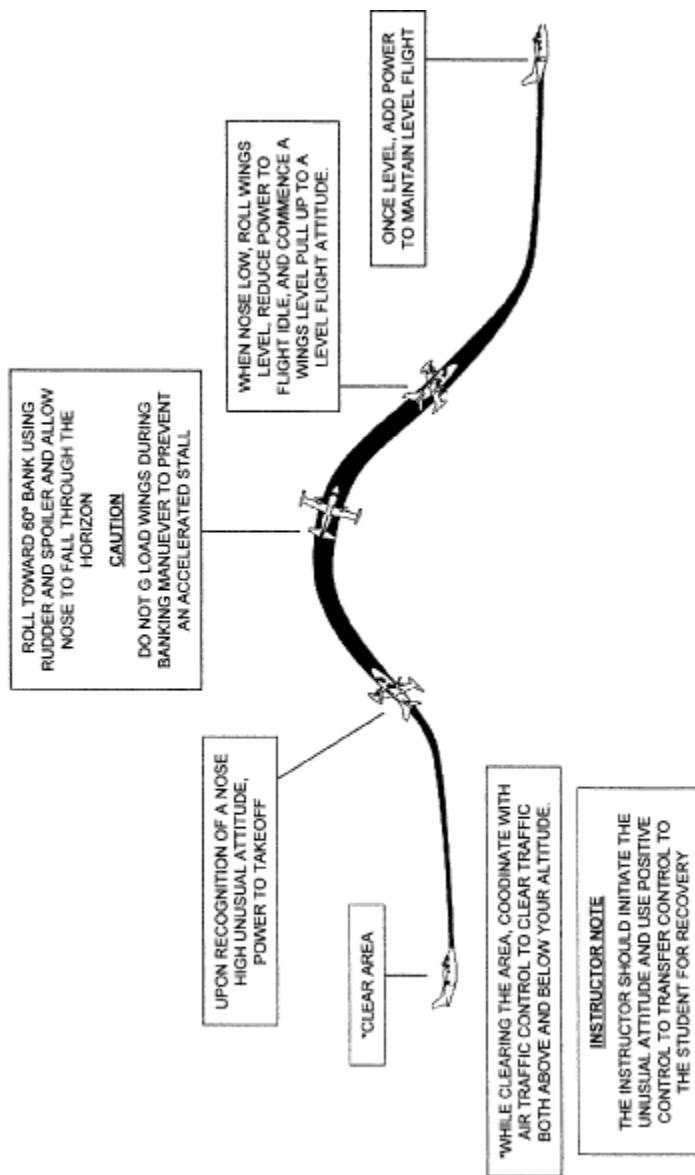 *CLEAR AREA
UPON RECOGNITION OF A NOSE
HIGH UNUSUAL ATTITUDE,
POWER TO TAKEOFF
ROLL TOWARD 60° BANK USING
RUDDER AND SPOILER AND ALLOW
NOSE TO FALL THROUGH THE
HORIZON
CAUTION
DO NOT G LOAD WINGS DURING
BANKING MANUEVER TO PREVENT
AN ACCELERATED STALL
WHEN NOSE LOW, ROLL WINGS
LEVEL, REDUCE POWER TO
FLIGHT IDLE, AND COMMENCE A
WINGS LEVEL PULL UP TO A
LEVEL FLIGHT ATTITUDE.
ONCE LEVEL, ADD POWER
TO MAINTAIN LEVEL FLIGHT
*WHILE CLEARING THE AREA, COODINATE WITH
AIR TRAFFIC CONTROL TO CLEAR TRAFFIC
BOTH ABOVE AND BELOW YOUR ALTITUDE.
INSTRUCTOR NOTE
THE INSTRUCTOR SHOULD INITIATE THE
UNUSUAL ATTITUDE AND USE POSITIVE
CONTROL TO TRANSFER CONTROL TO
THE STUDENT FOR RECOVERY